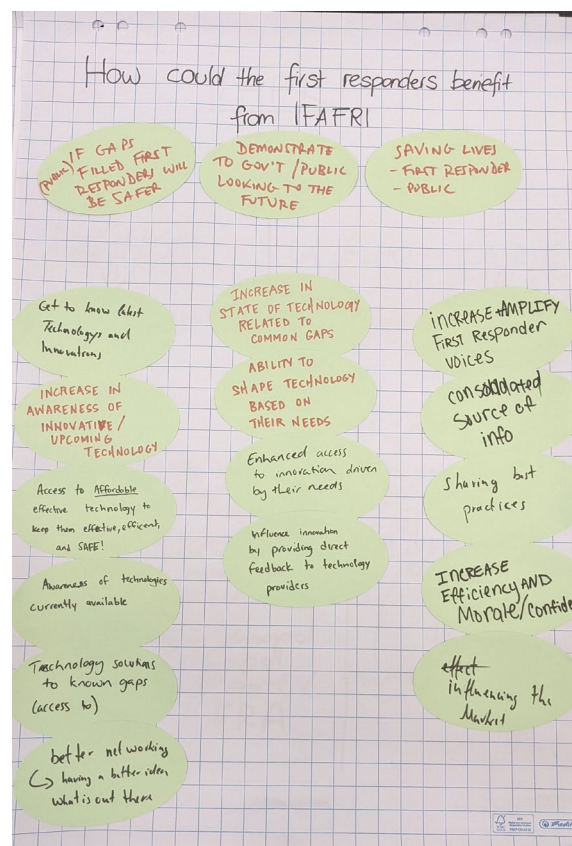 How could the first responders benefit
from IFAFRI
(PUBLIC) IF GAPS
FILLED FIRST
RESPONDERS WILL
BE SAFER
DEMONSTRATE
TO GOV'T / PUBLIC
LOOKING TO THE
FUTURE
SAVING LIVES
- FIRST RESPONDER
- PUBLIC
Get to know latest
Technologys and
Innovations
INCREASE IN
AWARENESS OF
INNOVATIVE /
UPCOMING
TECHNOLOGY
Access to Affordable
effective technology to
keep them effective, efficent,
and SAFE!
Awareness of technologies
currently available
Technology solutions
to known gaps
(access to)
better networking
↳ having a better idea
what is out there
INCREASE IN
STATE OF TECHNOLOGY
RELATED TO
COMMON GAPS
ABILITY TO
SHAPE TECHNOLOGY
BASED ON
THEIR NEEDS
Enhanced access
to innovation driven
by their needs
Influence innovation
by providing direct
feedback to technology
providers
INCREASE + AMPLIFY
FIRST Responder
voices
consolidated
source of
info
Sharing best
practices
INCREASE
Efficiency AND
Morale/Confide
effect
influencing the
Market
FSC